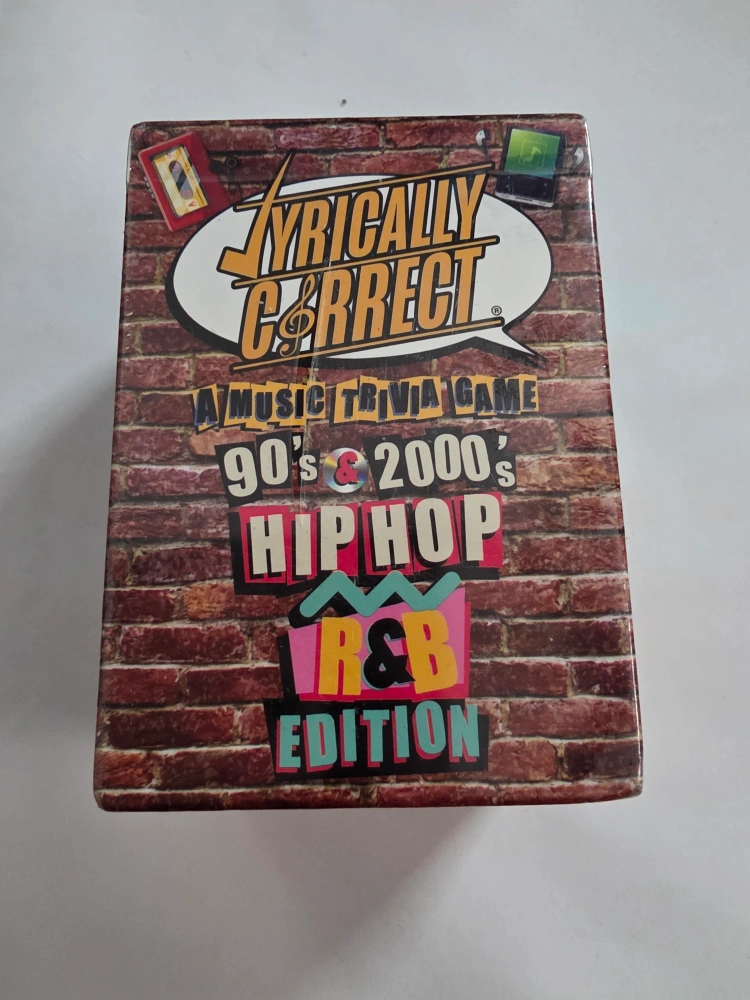 LYRICALLY
CORRECT ®
A MUSIC TRIVIA GAME
90's & 2000's
HIP HOP
R&B
EDITION